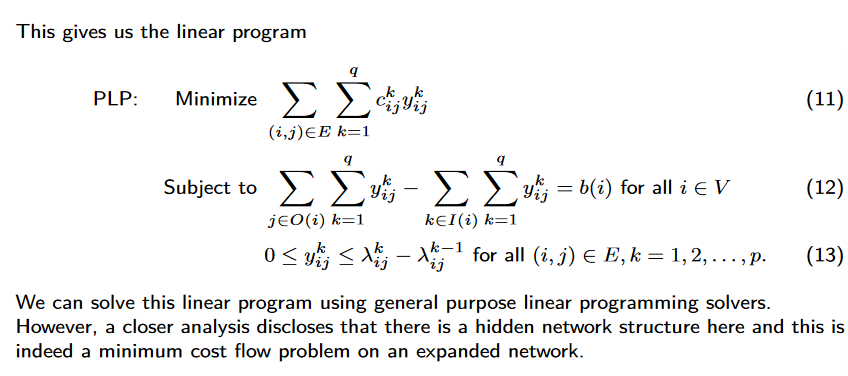 This gives us the linear program
PLP: Minimize $\sum_{(i,j)\in E} \sum_{k=1}^{q} c_{ij}^{k} y_{ij}^{k}$ (11)
Subject to $\sum_{j\in O(i)} \sum_{k=1}^{q} y_{ij}^{k} - \sum_{k\in I(i)} \sum_{k=1}^{q} y_{ij}^{k} = b(i)$ for all $i \in V$ (12)
$0 \leq y_{ij}^{k} \leq \lambda_{ij}^{k} - \lambda_{ij}^{k-1}$ for all $(i,j) \in E, k = 1, 2, \ldots, p.$ (13)
We can solve this linear program using general purpose linear programming solvers.
However, a closer analysis discloses that there is a hidden network structure here and this is
indeed a minimum cost flow problem on an expanded network.